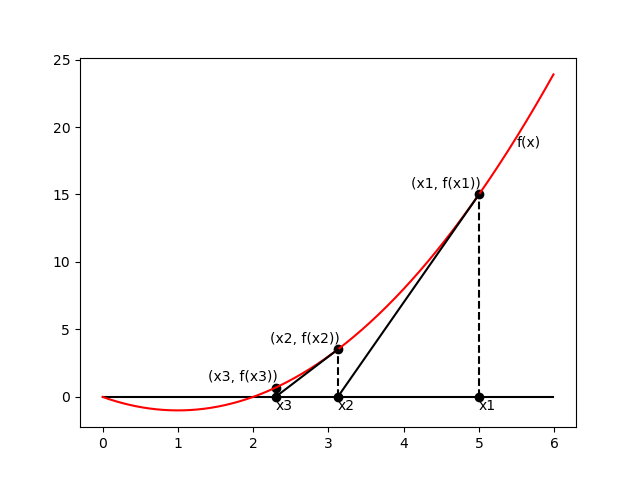 25
20
15
10
5
0
f(x)
(x1, f(x1))
(x2, f(x2))
(x3, f(x3))
x3
x2
x1
0
1
2
3
4
5
6